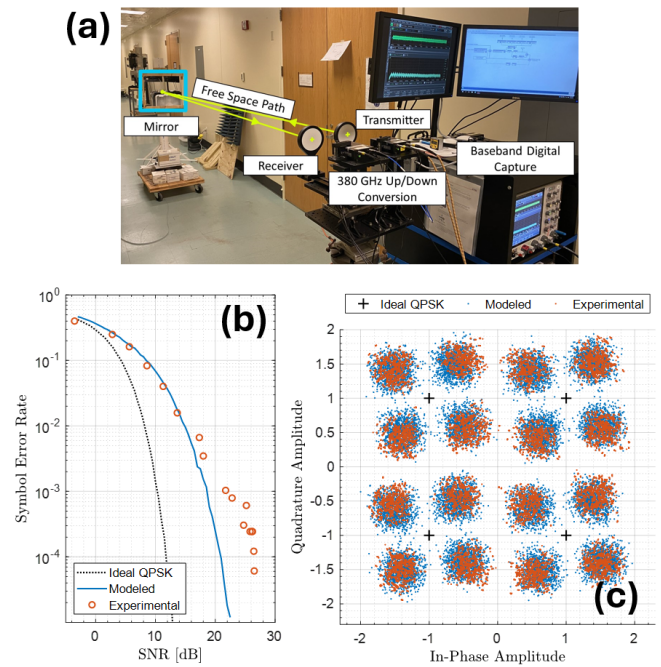 (a)
Free Space Path
Mirror
Transmitter
Receiver
Baseband Digital
Capture
380 GHz Up/Down
Conversion
(b)
Symbol Error Rate
10^0
10^-1
10^-2
10^-3
10^-4
Ideal QPSK
Modeled
Experimental
0
10
20
30
SNR [dB]
Ideal QPSK
Modeled
Experimental
Quadrature Amplitude
2
1.5
1
0.5
0
-0.5
-1
-1.5
-2
(c)
-2
-1
0
1
2
In-Phase Amplitude